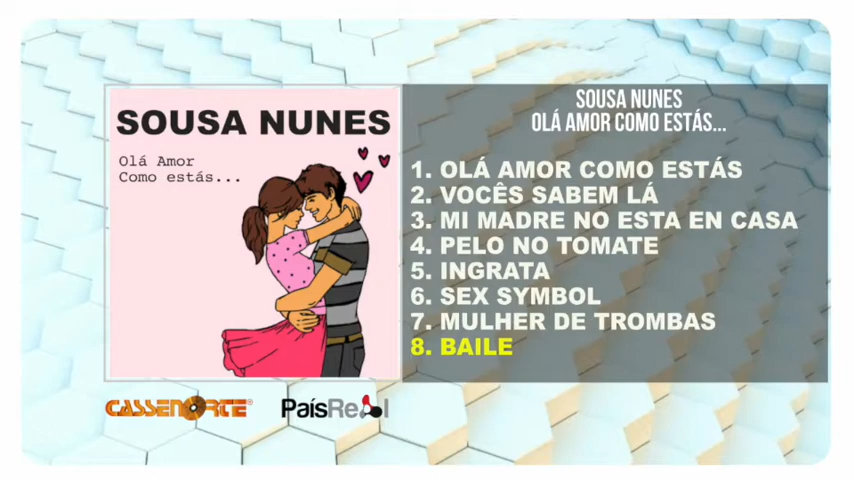 SOUSA NUNES
Olá Amor
Como estás...
SOUSA NUNES
OLÁ AMOR COMO ESTÁS...
1. OLÁ AMOR COMO ESTÁS
2. VOCÊS SABEM LÁ
3. MI MADRE NO ESTA EN CASA
4. PELO NO TOMATE
5. INGRATA
6. SEX SYMBOL
7. MULHER DE TROMBAS
8. BAILE
CASSENORTE®
PaísReal